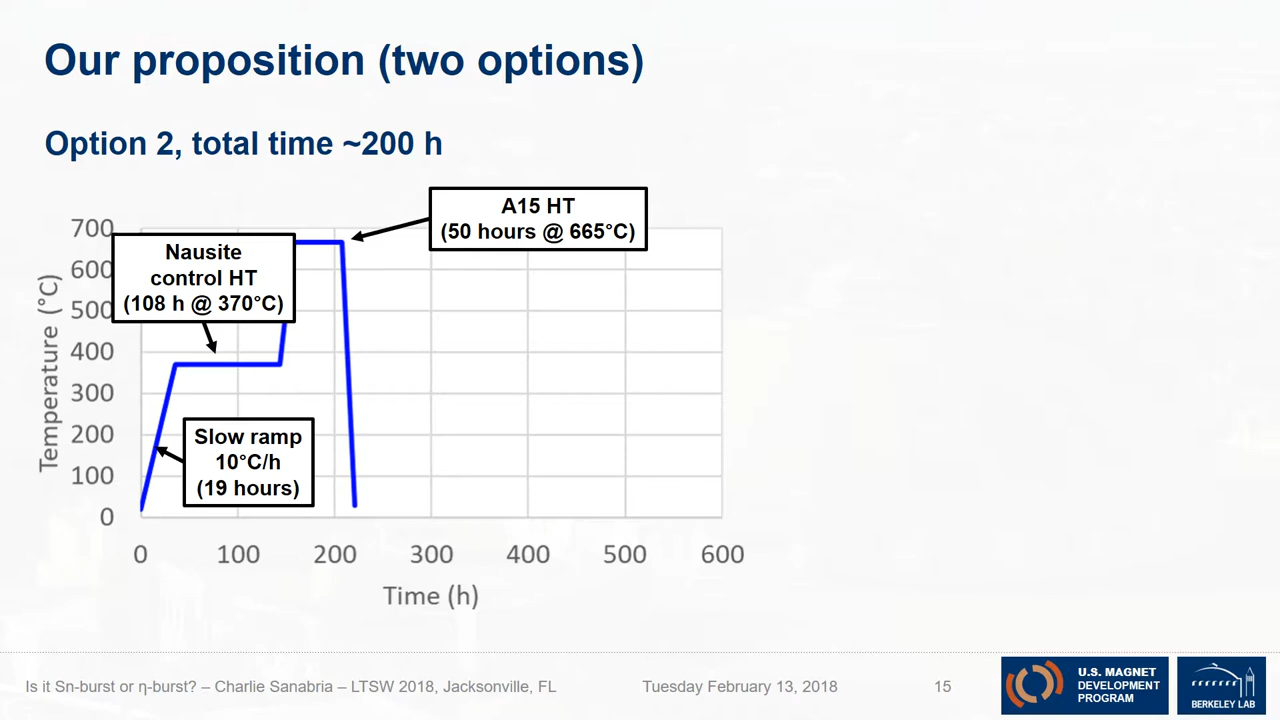 Our proposition (two options)
Option 2, total time ~200 h
A15 HT
(50 hours @ 665°C)
Nausite
control HT
(108 h @ 370°C)
Slow ramp
10°C/h
(19 hours)
Temperature (°C)
700
600
500
400
300
200
100
0
0 100 200 300 400 500 600
Time (h)
Is it Sn-burst or η-burst? – Charlie Sanabria – LTSW 2018, Jacksonville, FL
Tuesday February 13, 2018
15
U.S. MAGNET
DEVELOPMENT
PROGRAM
BERKELEY LAB